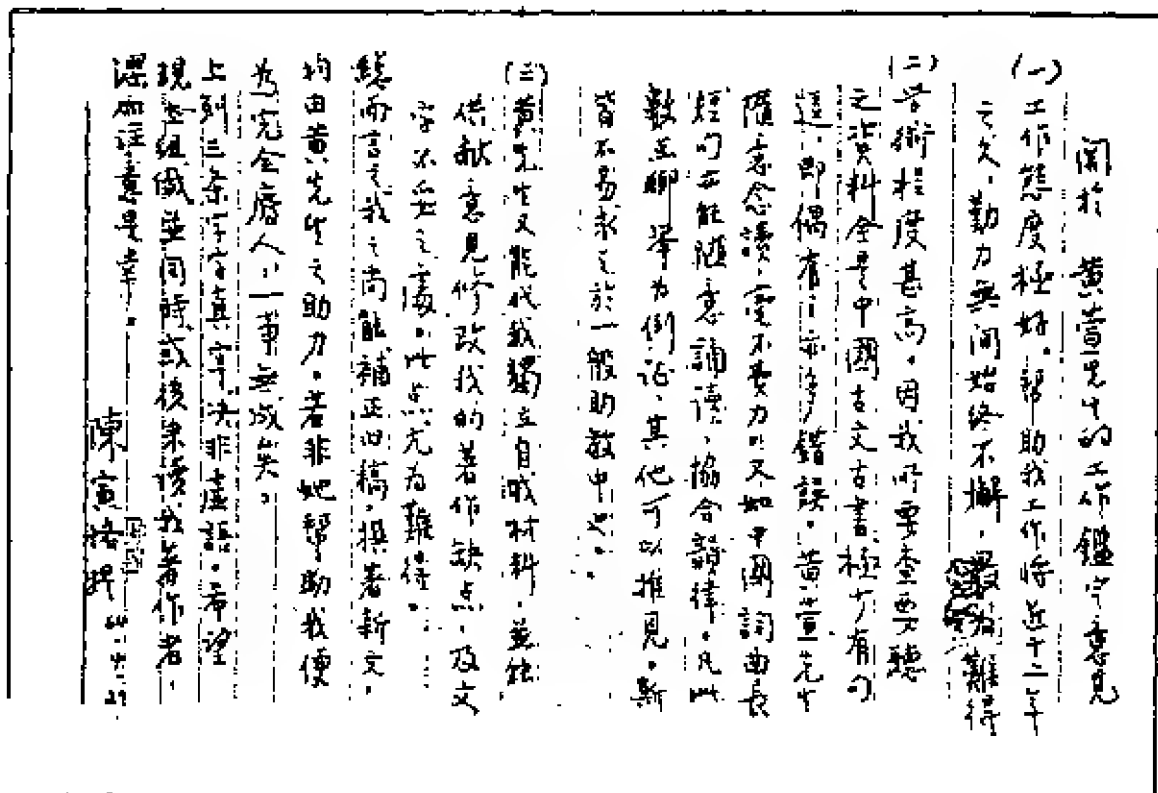 關於 黃萱先生的工作鑑定意見
(一)工作態度極好。幫助我工作將近十二年
之久,勤力無間始終不懈,最為難得
(二)學術程度甚高。因我所要查要聽
之資料全是中國古文古書極少有句
逗,即偶有之亦多錯誤。黃萱先生
隨意念讀,毫不費力。又如中國詞曲長
短句亦能隨意誦讀,協合韻律。凡此
數點聊舉為例證,其他可以推見。斯
皆不易求之於一般助教中也。
(三)黃先生又能代我獨立自找材料,並能
供献意見修改我的著作缺点,及文
字不妥之處。此点尤為難得。
總而言之我之尚能補正旧稿,撰著新文,
均由黃先生之助力。若非她幫助我便
為完全廢人,一事無成矣。
上列三条字字真實,決非虛語。希望
現在組織並同時或後來讀我著作者,
深加注意是幸。
陳寅恪提 64.4.29